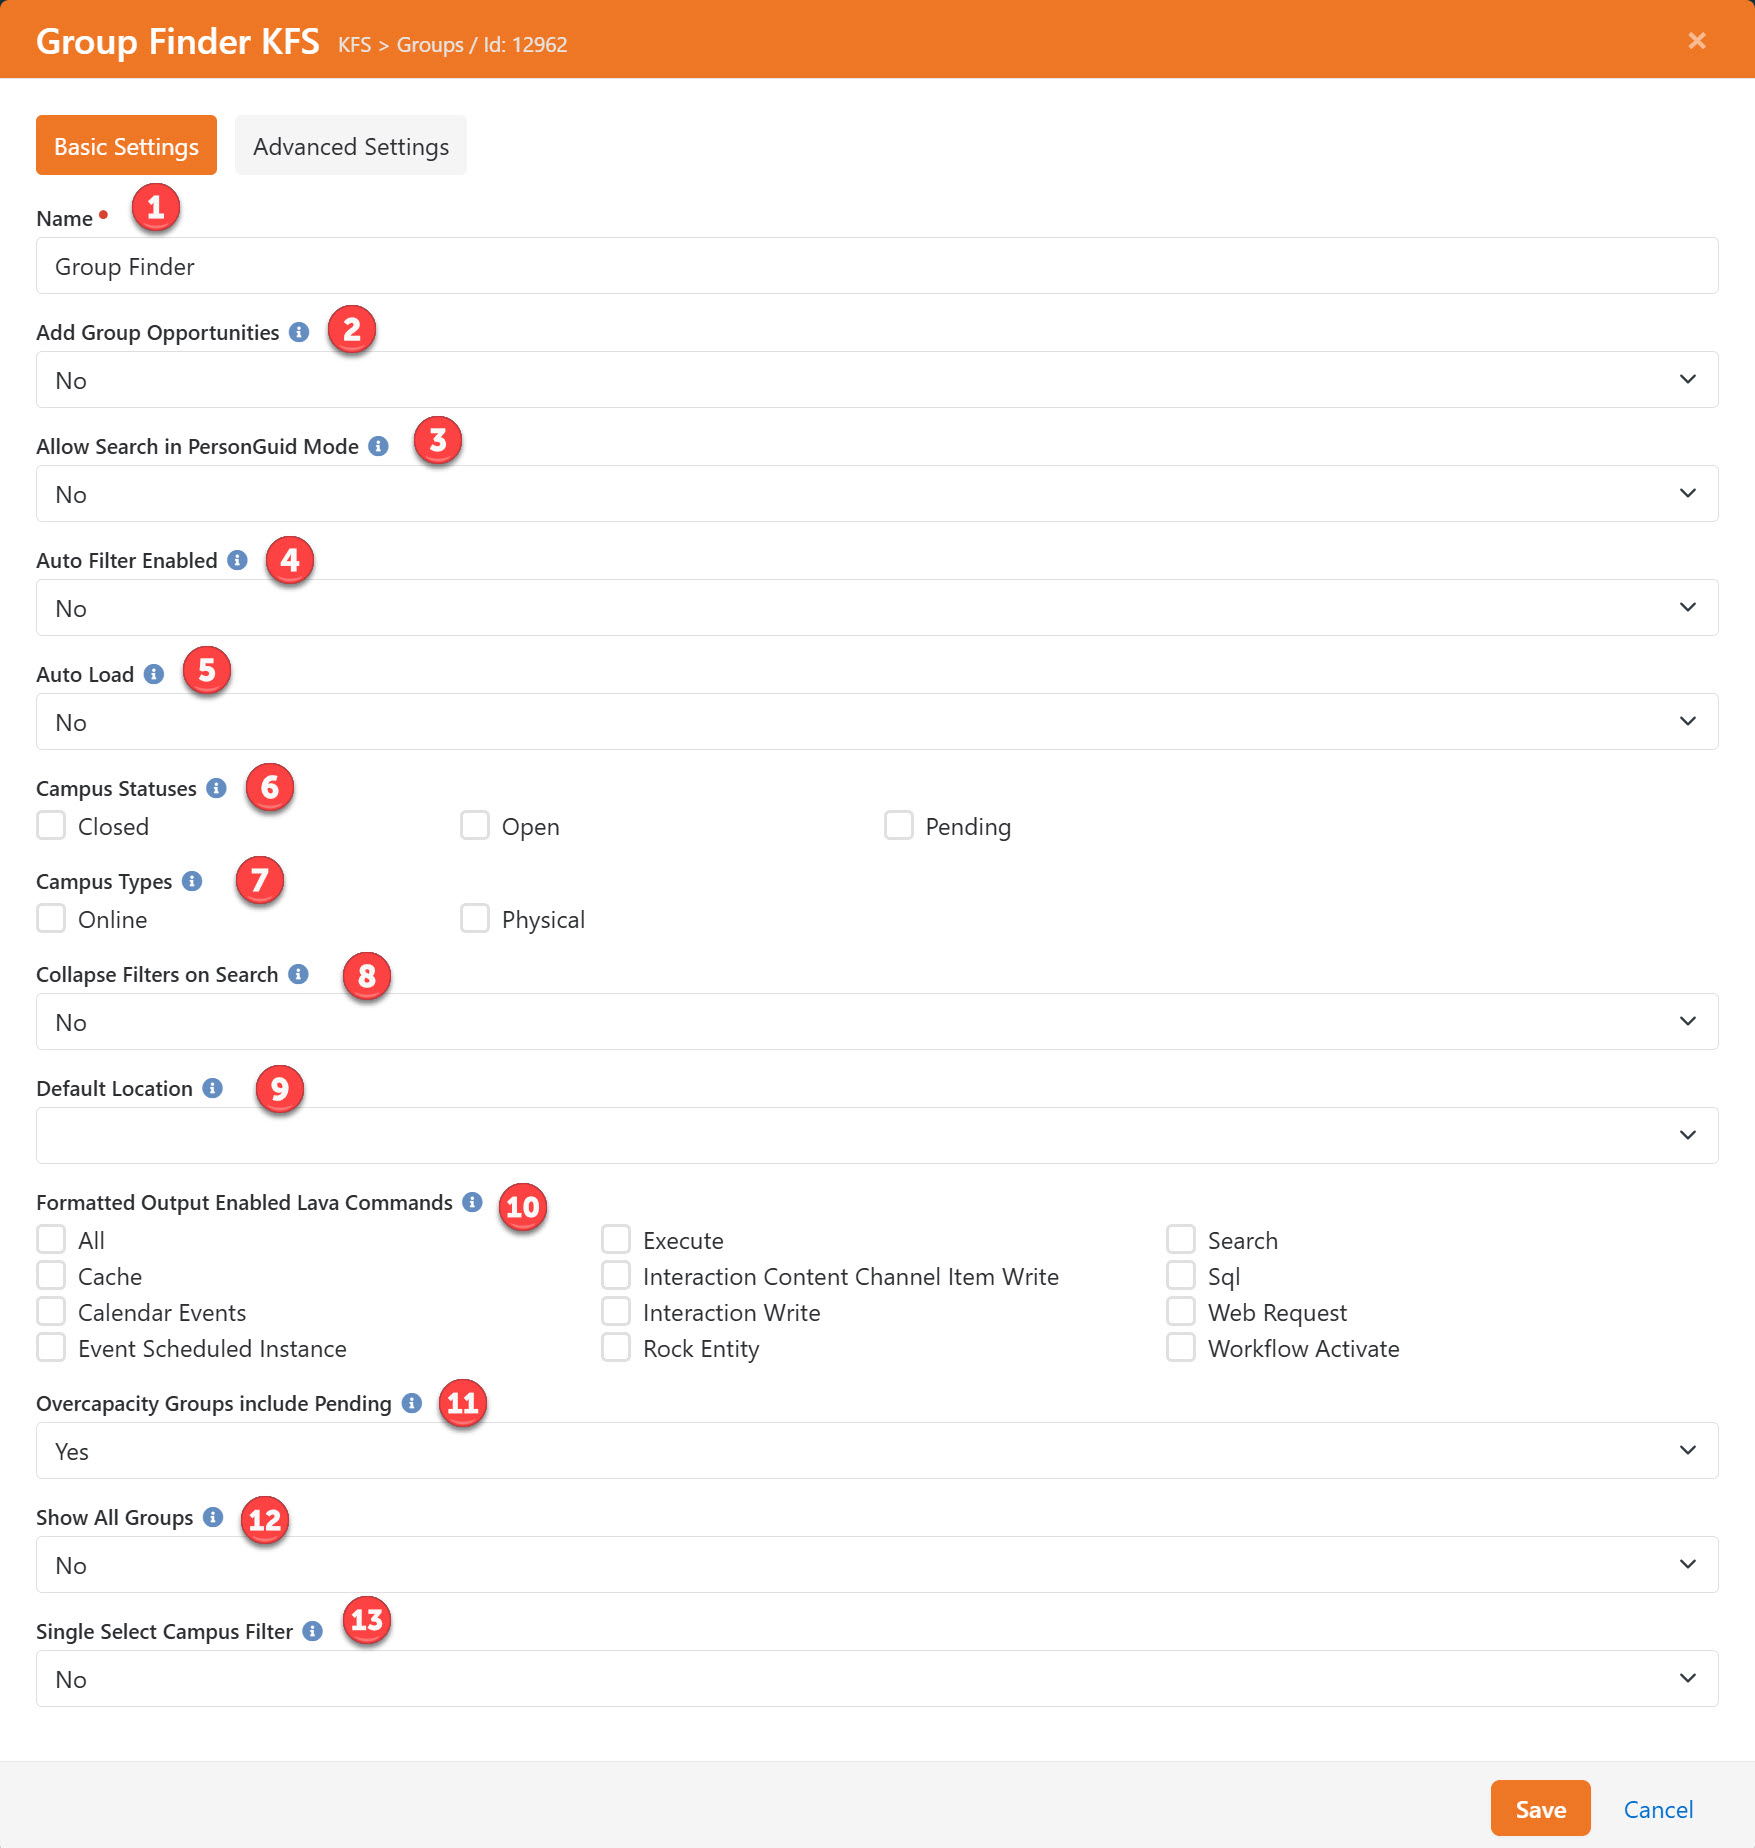 Group Finder KFS KFS > Groups / Id: 12962 ×
Basic Settings Advanced Settings
Name 1
Group Finder
Add Group Opportunities 2
No
Allow Search in PersonGuid Mode 3
No
Auto Filter Enabled 4
No
Auto Load 5
No
Campus Statuses 6
Closed Open Pending
Campus Types 7
Online Physical
Collapse Filters on Search 8
No
Default Location 9
Formatted Output Enabled Lava Commands 10
All Execute Search
Cache Interaction Content Channel Item Write Sql
Calendar Events Interaction Write Web Request
Event Scheduled Instance Rock Entity Workflow Activate
Overcapacity Groups include Pending 11
Yes
Show All Groups 12
No
Single Select Campus Filter 13
No
Save Cancel